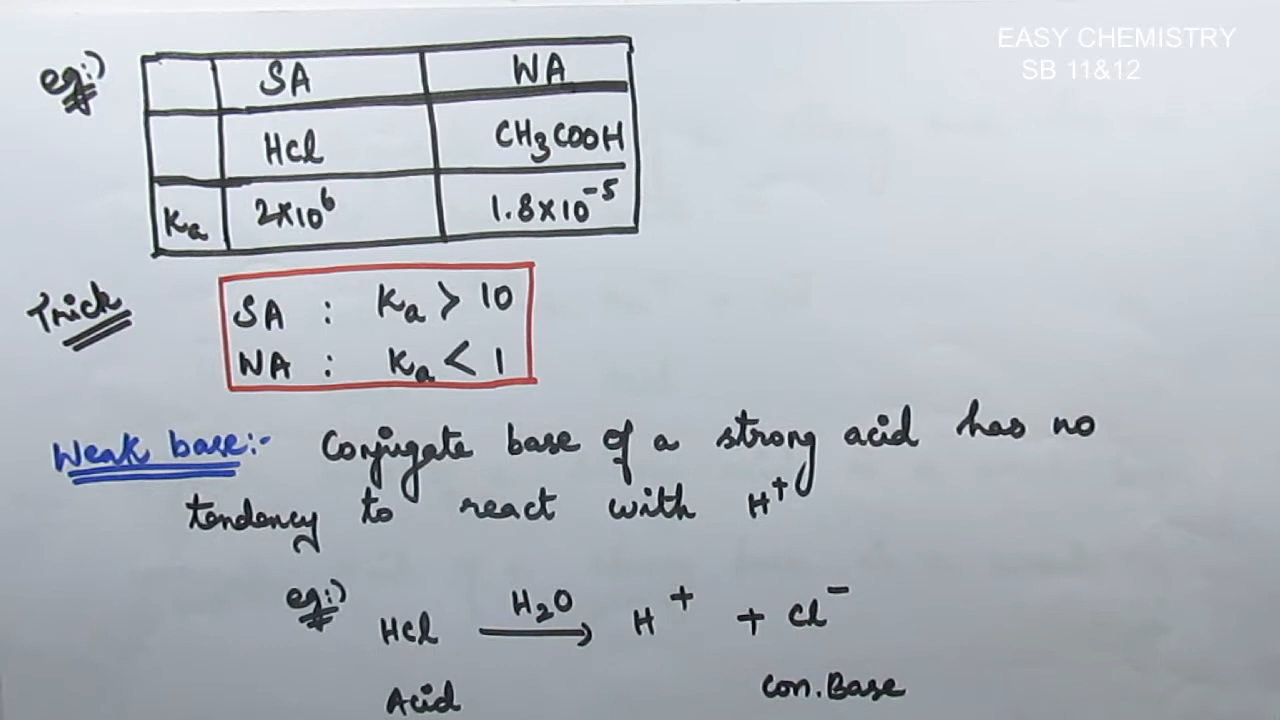 EASY CHEMISTRY
SB 11&12
eg:)
SA WA
HCl CH₃COOH
Ka 2×10⁶ 1.8×10⁻⁵
Trick
SA : Ka > 10
WA : Ka < 1
Weak base:- Conjugate base of a strong acid has no
tendency to react with H⁺
eg:) HCl H₂O→ H⁺ + Cl⁻
Acid con.Base